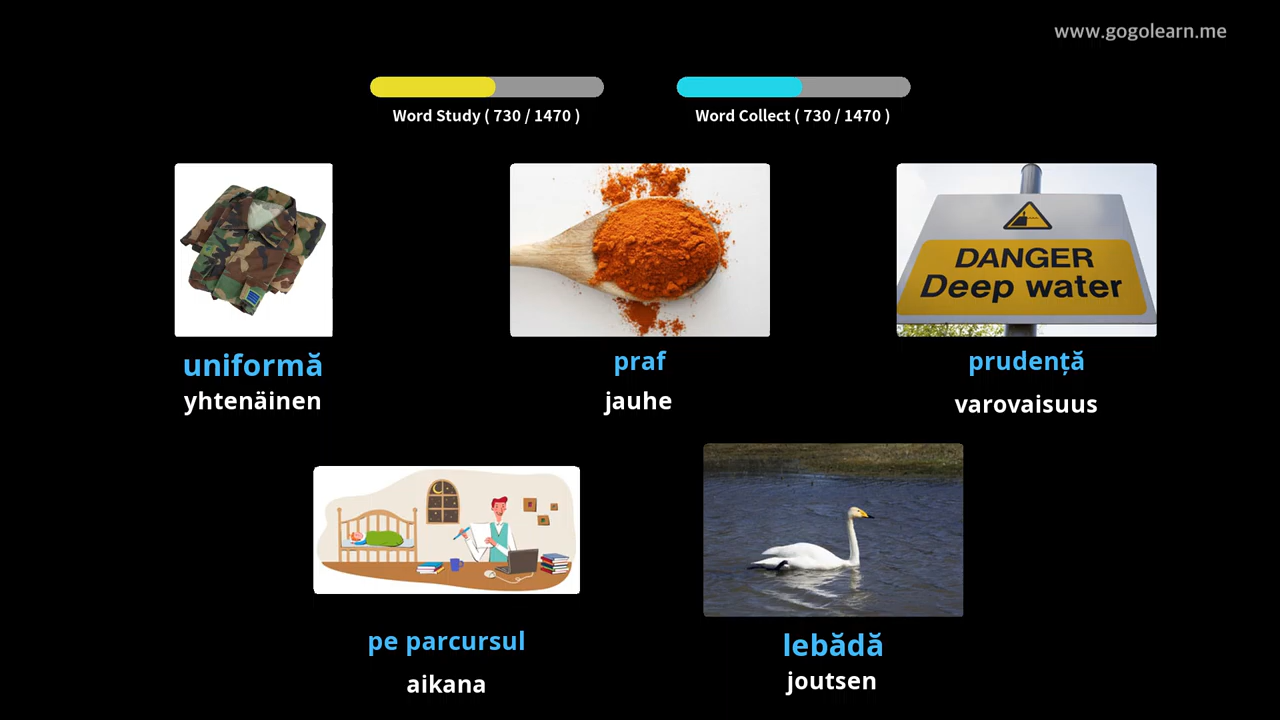 www.gogolearn.me
Word Study ( 730 / 1470 )
Word Collect ( 730 / 1470 )
DANGER
Deep water
uniformă
praf
prudență
yhtenäinen
jauhe
varovaisuus
pe parcursul
lebădă
aikana
joutsen